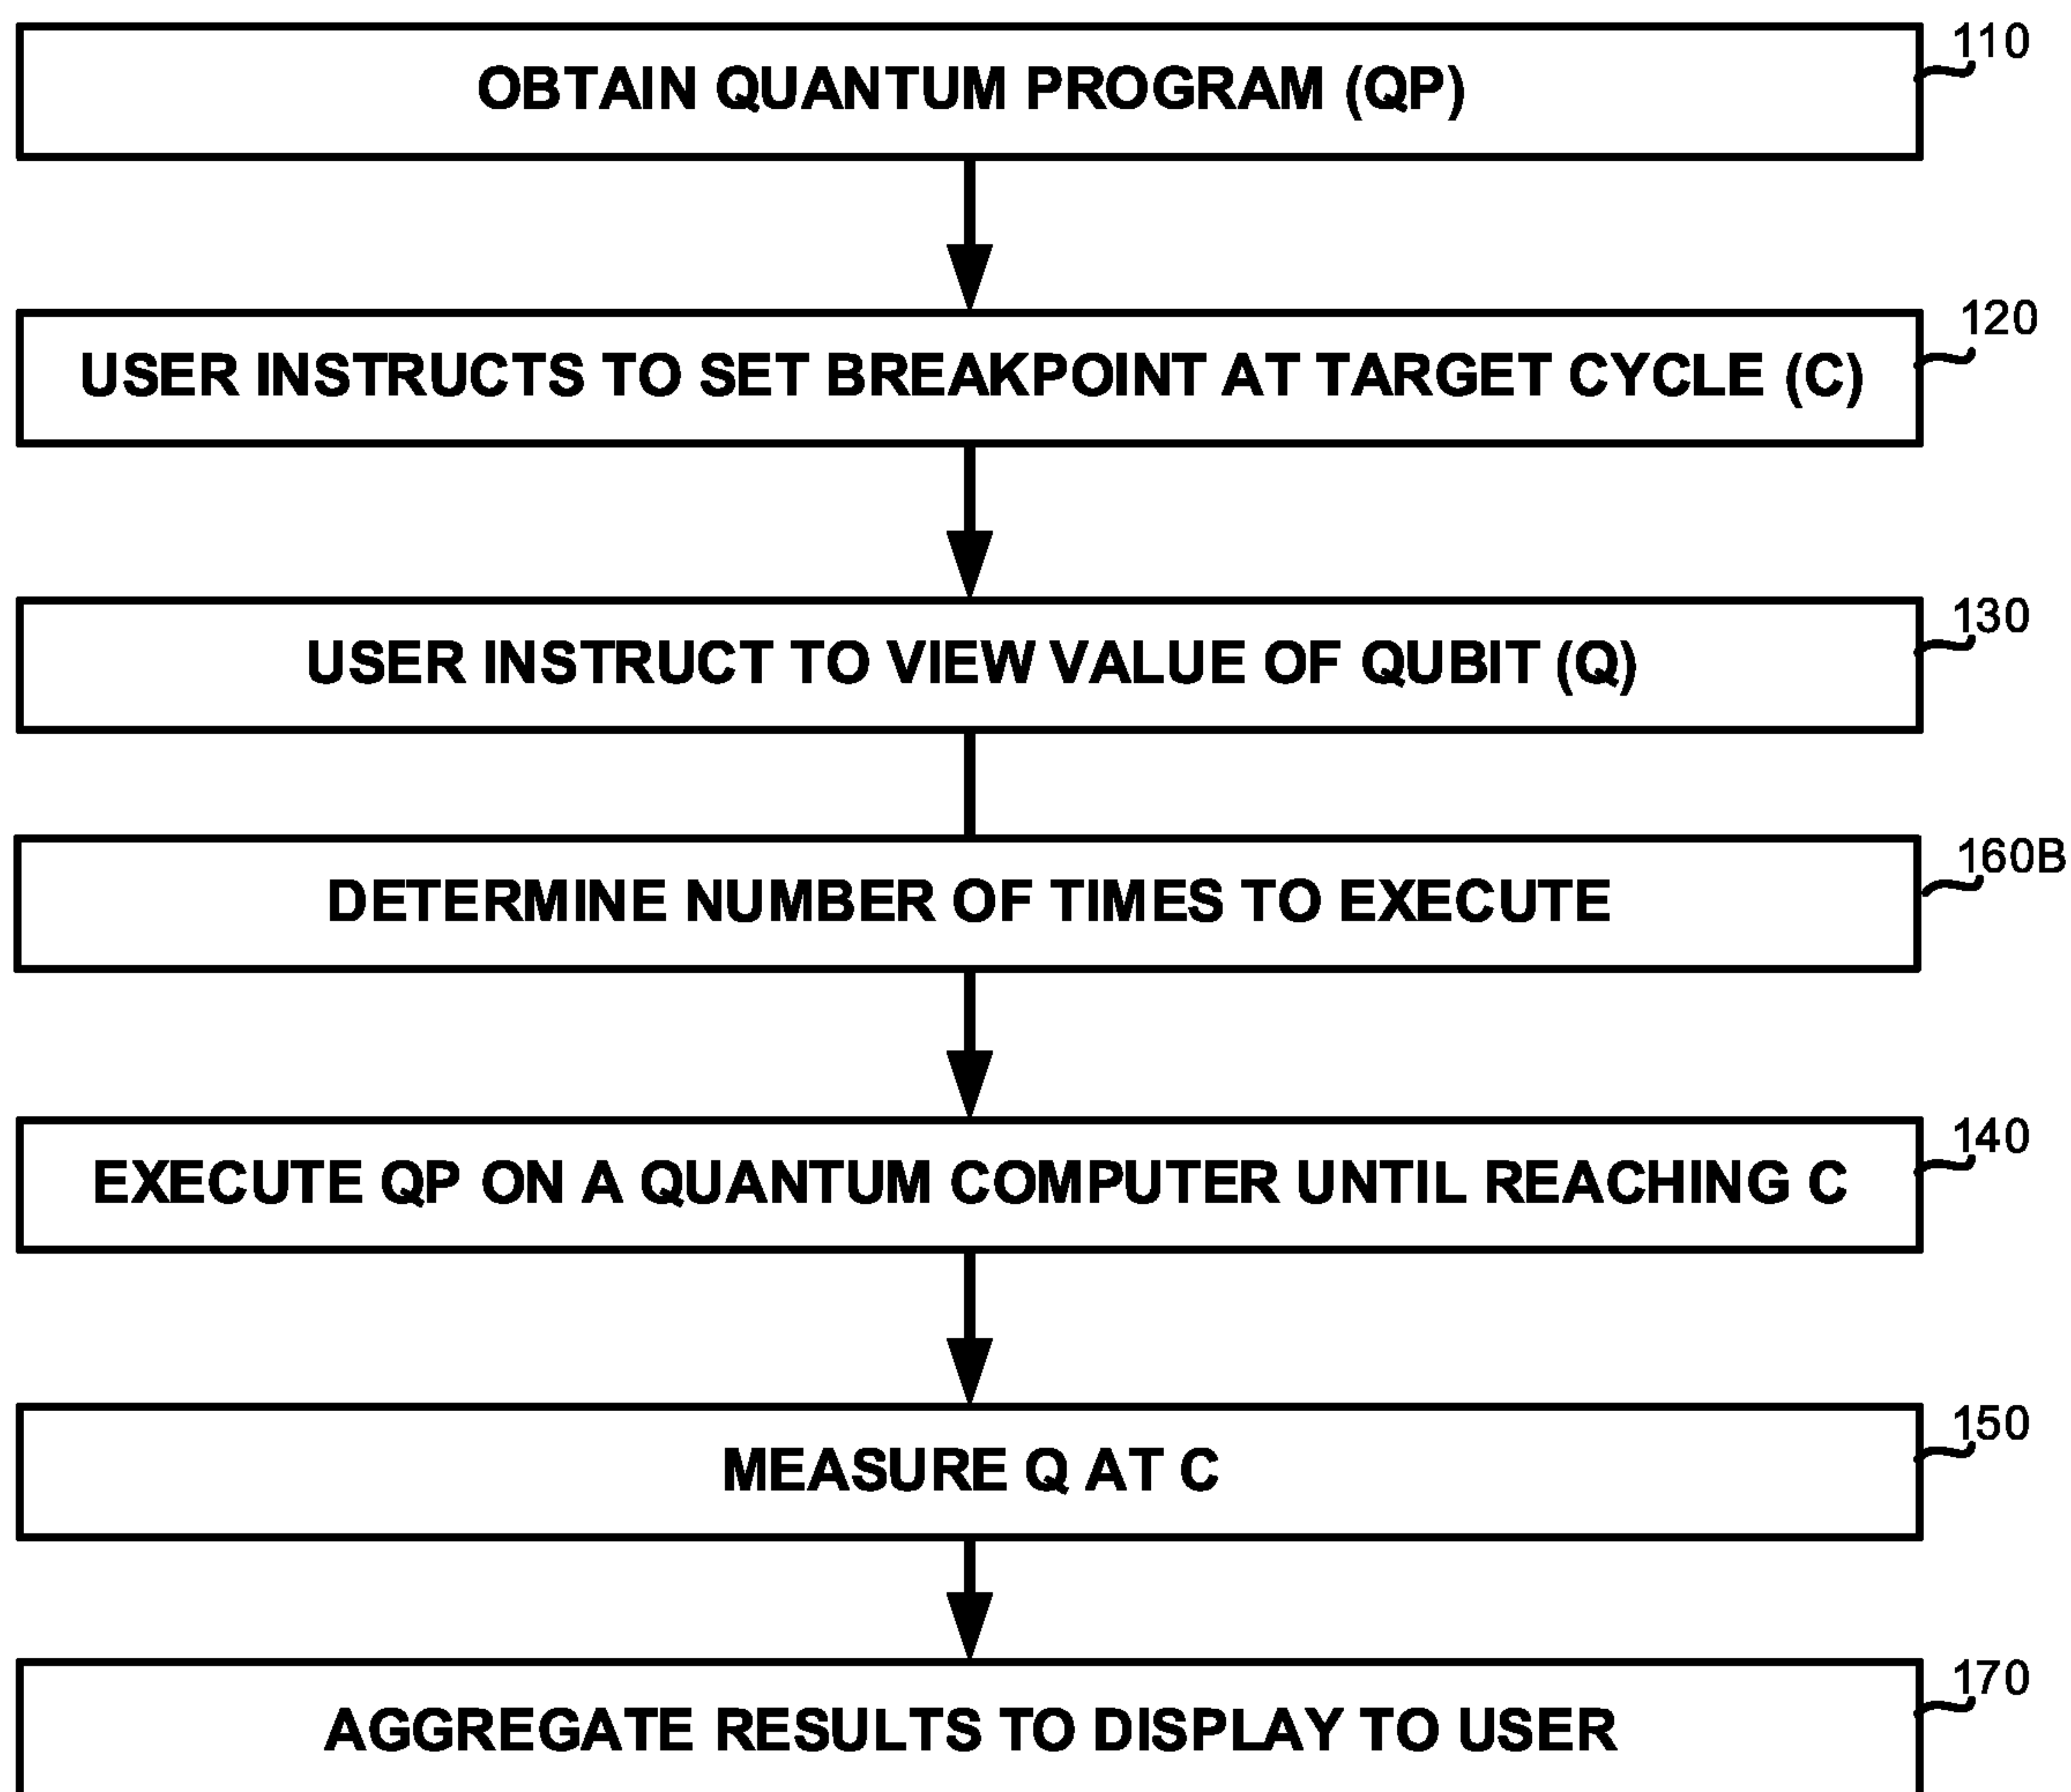 110
OBTAIN QUANTUM PROGRAM (QP)
120
USER INSTRUCTS TO SET BREAKPOINT AT TARGET CYCLE (C)
130
USER INSTRUCT TO VIEW VALUE OF QUBIT (Q)
160B
DETERMINE NUMBER OF TIMES TO EXECUTE
140
EXECUTE QP ON A QUANTUM COMPUTER UNTIL REACHING C
150
MEASURE Q AT C
170
AGGREGATE RESULTS TO DISPLAY TO USER